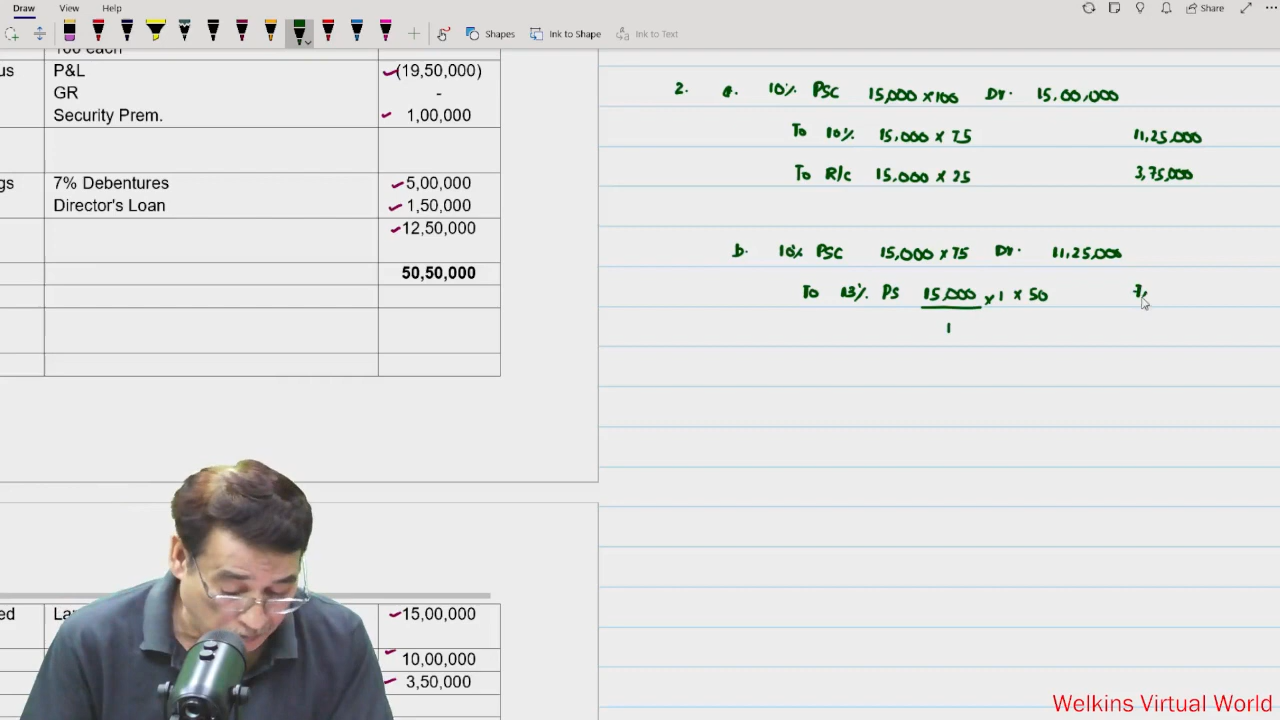 Draw View Help Share
Shapes Ink to Shape Ink to Text
100 each
us P&L (19,50,000)
GR -
Security Prem. 1,00,000
gs 7% Debentures 5,00,000
Director's Loan 1,50,000
12,50,000
50,50,000
ed 15,00,000
10,00,000
3,50,000
2. a. 10% PSC 15,000 × 100 Dr. 15,00,000
To 10% 15,000 × 75 11,25,000
To R/c 15,000 × 25 3,75,000
b. 10% PSC 15,000 × 75 Dr. 11,25,000
To 13% PS 15,000 × 1 × 50 7,
1
Welkins Virtual World